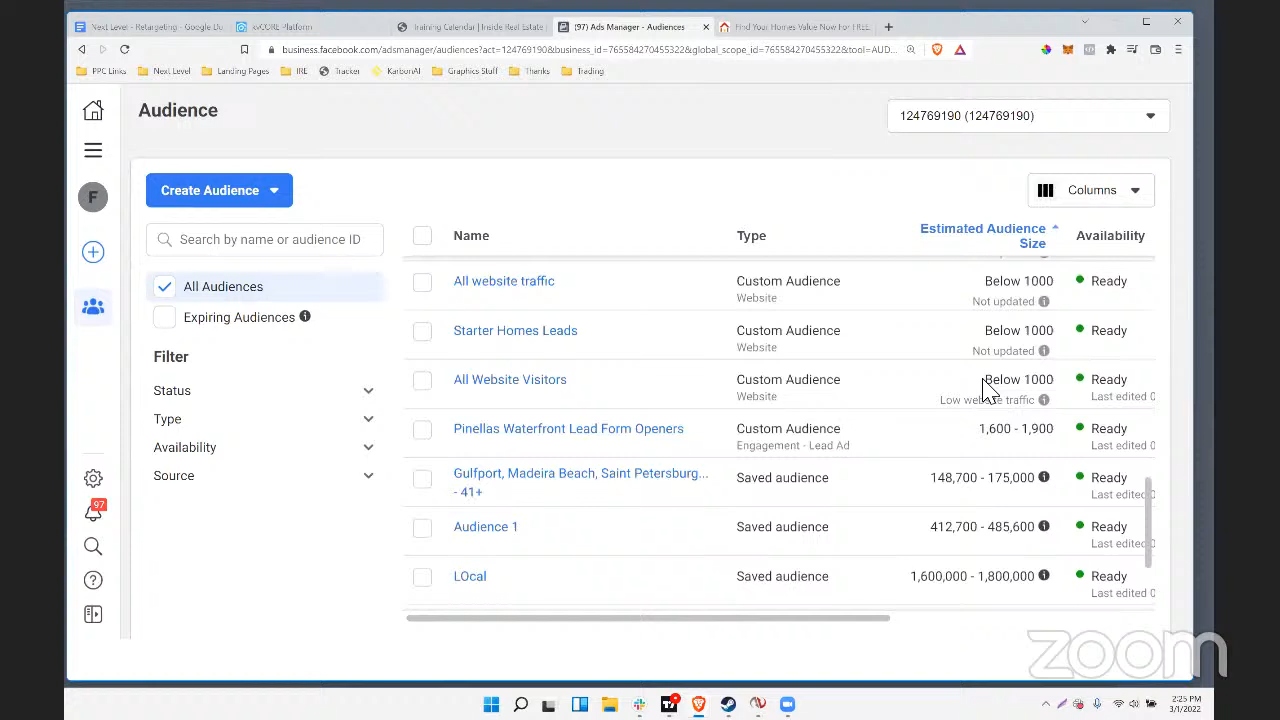 Next Level - Retargeting - Google Do
kvCORE Platform
Training Calendar | Inside Real Estate
(97) Ads Manager - Audiences
Find Your Homes Value Now For FREE
business.facebook.com/adsmanager/audiences?act=124769190&business_id=765584270455322&global_scope_id=765584270455322&tool=AUD...
PPC Links
Next Level
Landing Pages
IRE
Tracker
KarbonAI
Graphics Stuff
Thanks
Trading
Audience
124769190 (124769190)
F
Create Audience
Columns
Search by name or audience ID
Name
Type
Estimated Audience
Size
Availability
All Audiences
Expiring Audiences
Filter
Status
Type
Availability
Source
All website traffic
Custom Audience
Website
Below 1000
Not updated
Ready
Starter Homes Leads
Custom Audience
Website
Below 1000
Not updated
Ready
All Website Visitors
Custom Audience
Website
Below 1000
Low website traffic
Ready
Last edited 0
Pinellas Waterfront Lead Form Openers
Custom Audience
Engagement - Lead Ad
1,600 - 1,900
Ready
Last edited 0
Gulfport, Madeira Beach, Saint Petersburg...
- 41+
Saved audience
148,700 - 175,000
Ready
Last edited 0
Audience 1
Saved audience
412,700 - 485,600
Ready
Last edited 0
LOcal
Saved audience
1,600,000 - 1,800,000
Ready
Last edited 0
97
zoom
2:25 PM
3/1/2022